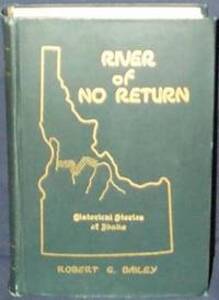 RIVER
of
NO RETURN
Historical Stories
of Idaho
ROBERT G. BAILEY